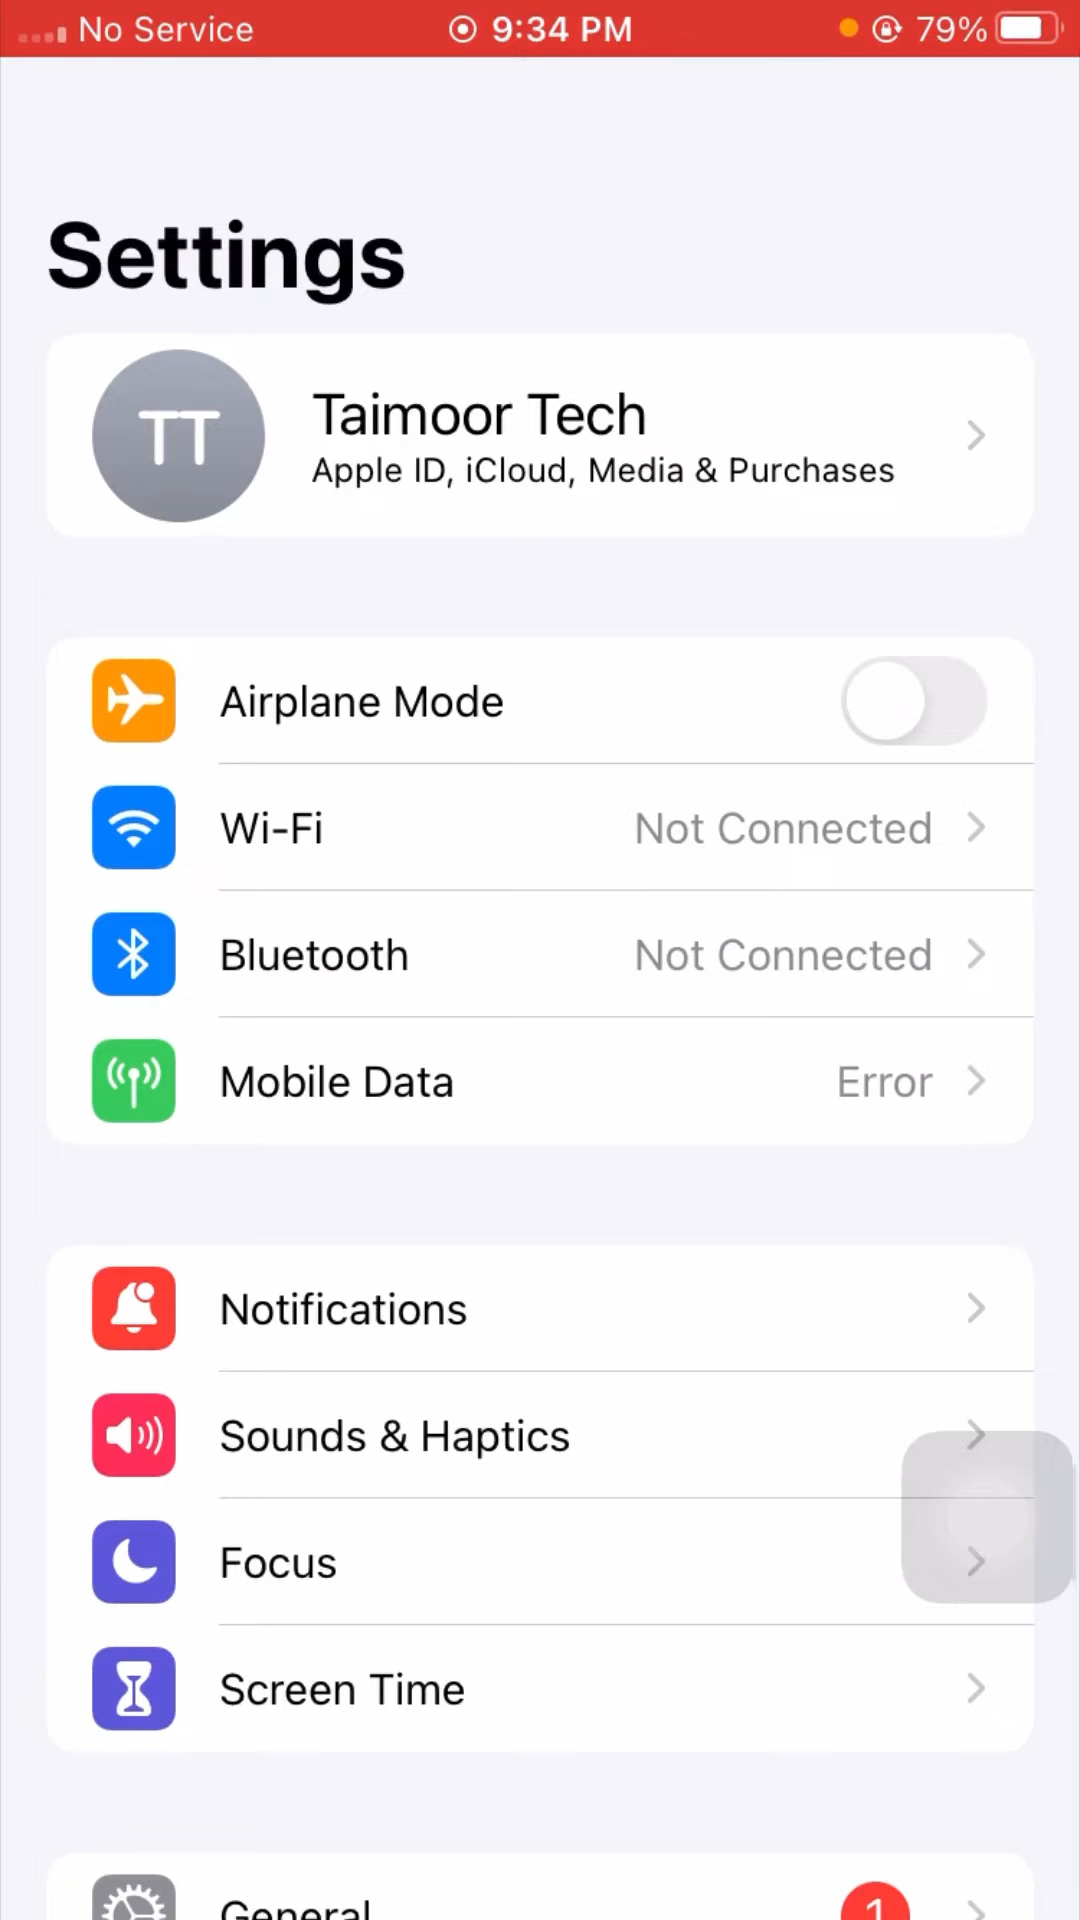 No Service 9:34 PM 79%
Settings
TT
Taimoor Tech
Apple ID, iCloud, Media & Purchases
Airplane Mode
Wi-Fi Not Connected
Bluetooth Not Connected
Mobile Data Error
Notifications
Sounds & Haptics
Focus
Screen Time
General 1